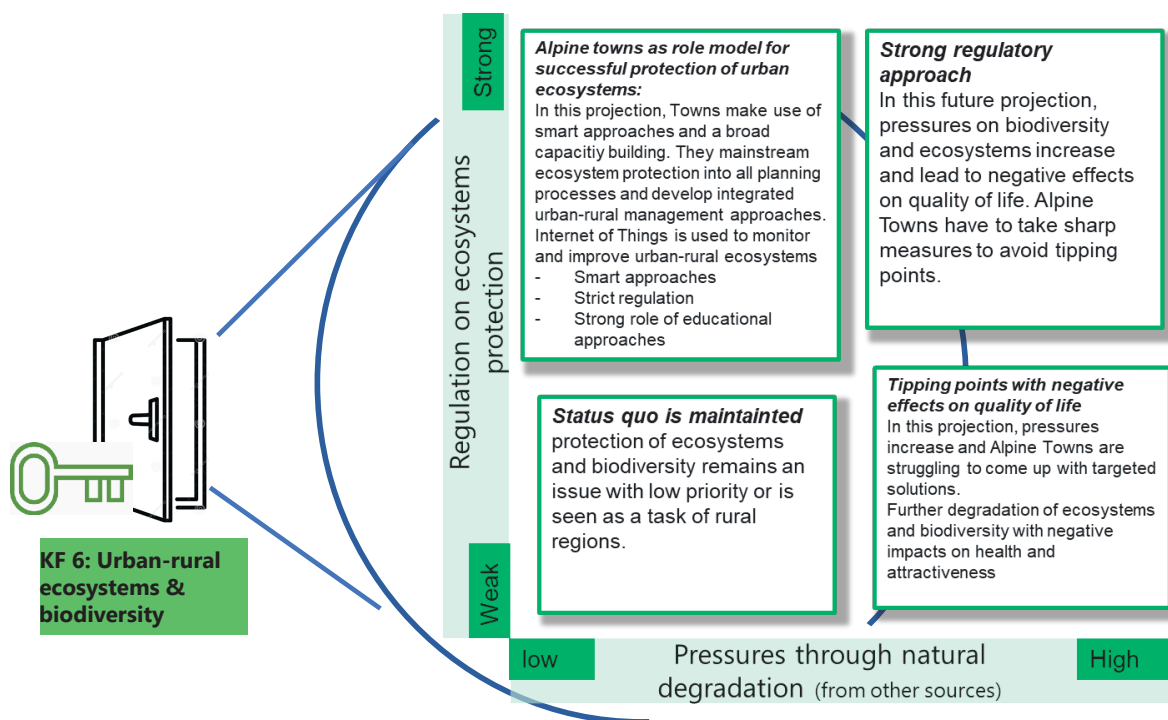 Strong
Regulation on ecosystems
protection
Weak
Alpine towns as role model for
successful protection of urban
ecosystems:
In this projection, Towns make use of
smart approaches and a broad
capacitiy building. They mainstream
ecosystem protection into all planning
processes and develop integrated
urban-rural management approaches.
Internet of Things is used to monitor
and improve urban-rural ecosystems
- Smart approaches
- Strict regulation
- Strong role of educational
approaches
Strong regulatory
approach
In this future projection,
pressures on biodiversity
and ecosystems increase
and lead to negative effects
on quality of life. Alpine
Towns have to take sharp
measures to avoid tipping
points.
Status quo is maintainted
protection of ecosystems
and biodiversity remains an
issue with low priority or is
seen as a task of rural
regions.
Tipping points with negative
effects on quality of life
In this projection, pressures
increase and Alpine Towns are
struggling to come up with targeted
solutions.
Further degradation of ecosystems
and biodiversity with negative
impacts on health and
attractiveness
KF 6: Urban-rural
ecosystems &
biodiversity
low
Pressures through natural
degradation (from other sources)
High